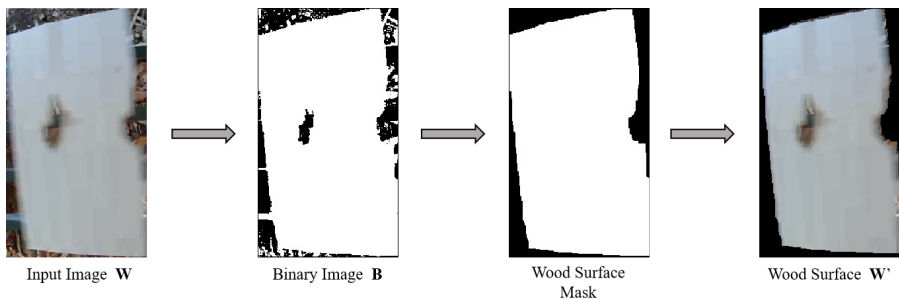 Input Image W
Binary Image B
Wood Surface
Mask
Wood Surface W'